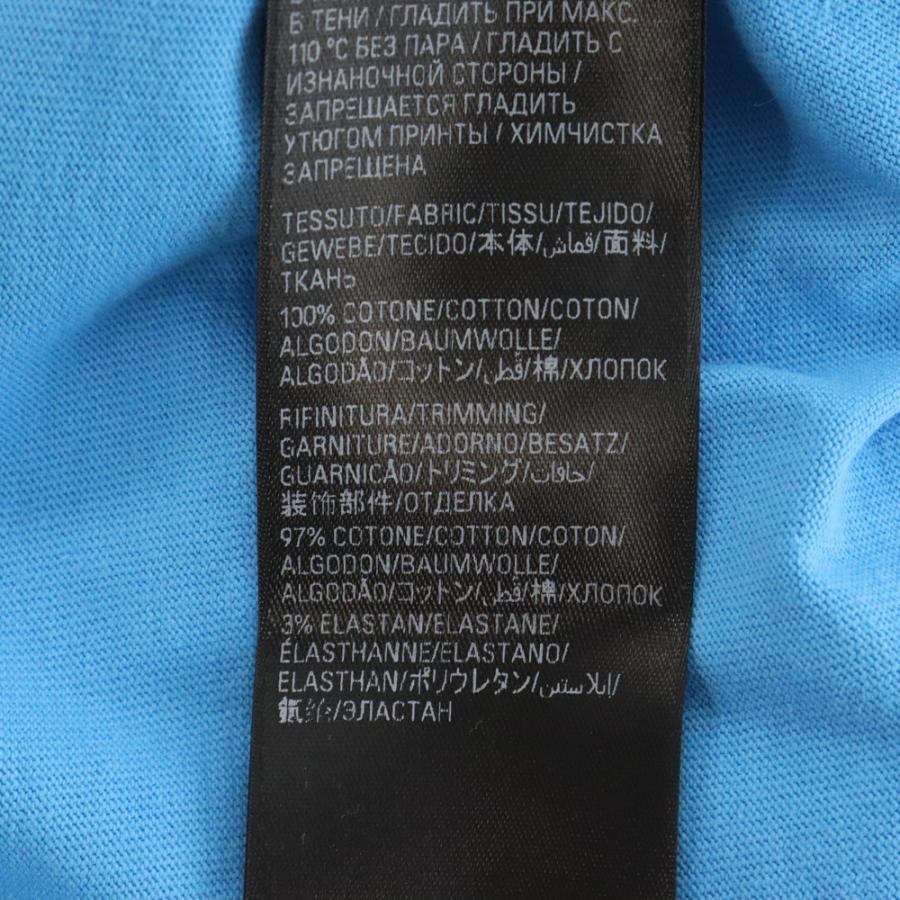 В ТЕНИ / ГЛАДИТЬ ПРИ МАКС.
110 °C БЕЗ ПАРА / ГЛАДИТЬ С
ИЗНАНОЧНОЙ СТОРОНЫ /
ЗАПРЕЩАЕТСЯ ГЛАДИТЬ
УТЮГОМ ПРИНТЫ / ХИМЧИСТКА
ЗАПРЕЩЕНА
TESSUTO/FABRIC/TISSU/TEJIDO/
GEWEBE/TECIDO/本体/قماش/面料/
ТКАНЬ
100% COTONE/COTTON/COTON/
ALGODON/BAUMWOLLE/
ALGODÃO/コットン/قطن/棉/ХЛОПОК
RIFINITURA/TRIMMING/
GARNITURE/ADORNO/BESATZ/
GUARNICÃO/トリミング/حافات/
装饰部件/ОТДЕЛКА
97% COTONE/COTTON/COTON/
ALGODON/BAUMWOLLE/
ALGODÃO/コットン/قطن/棉/ХЛОПОК
3% ELASTAN/ELASTANE/
ÉLASTHANNE/ELASTANO/
ELASTHAN/ポリウレタン/إيلاستين/
氨纶/ЭЛАСТАН